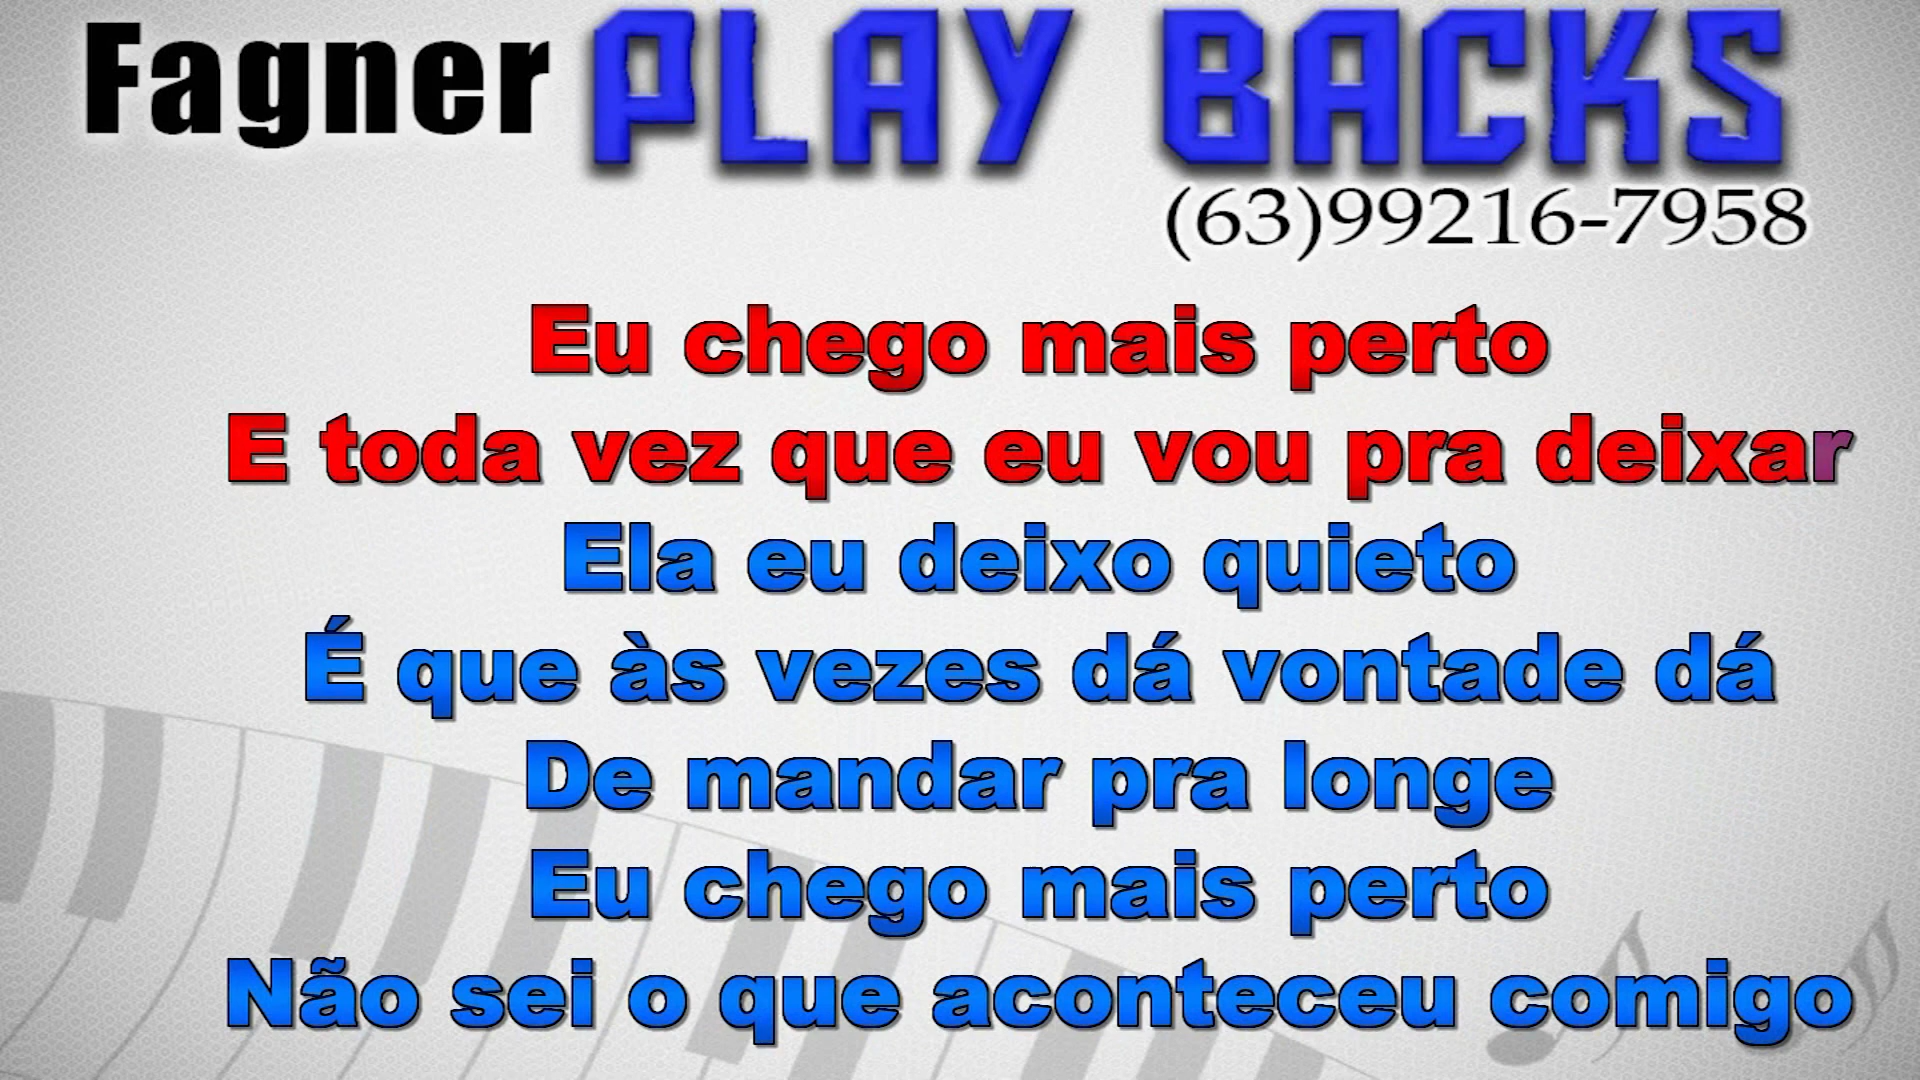 Fagner PLAY BACKS
(63)99216-7958
Eu chego mais perto
E toda vez que eu vou pra deixar
Ela eu deixo quieto
É que às vezes dá vontade dá
De mandar pra longe
Eu chego mais perto
Não sei o que aconteceu comigo